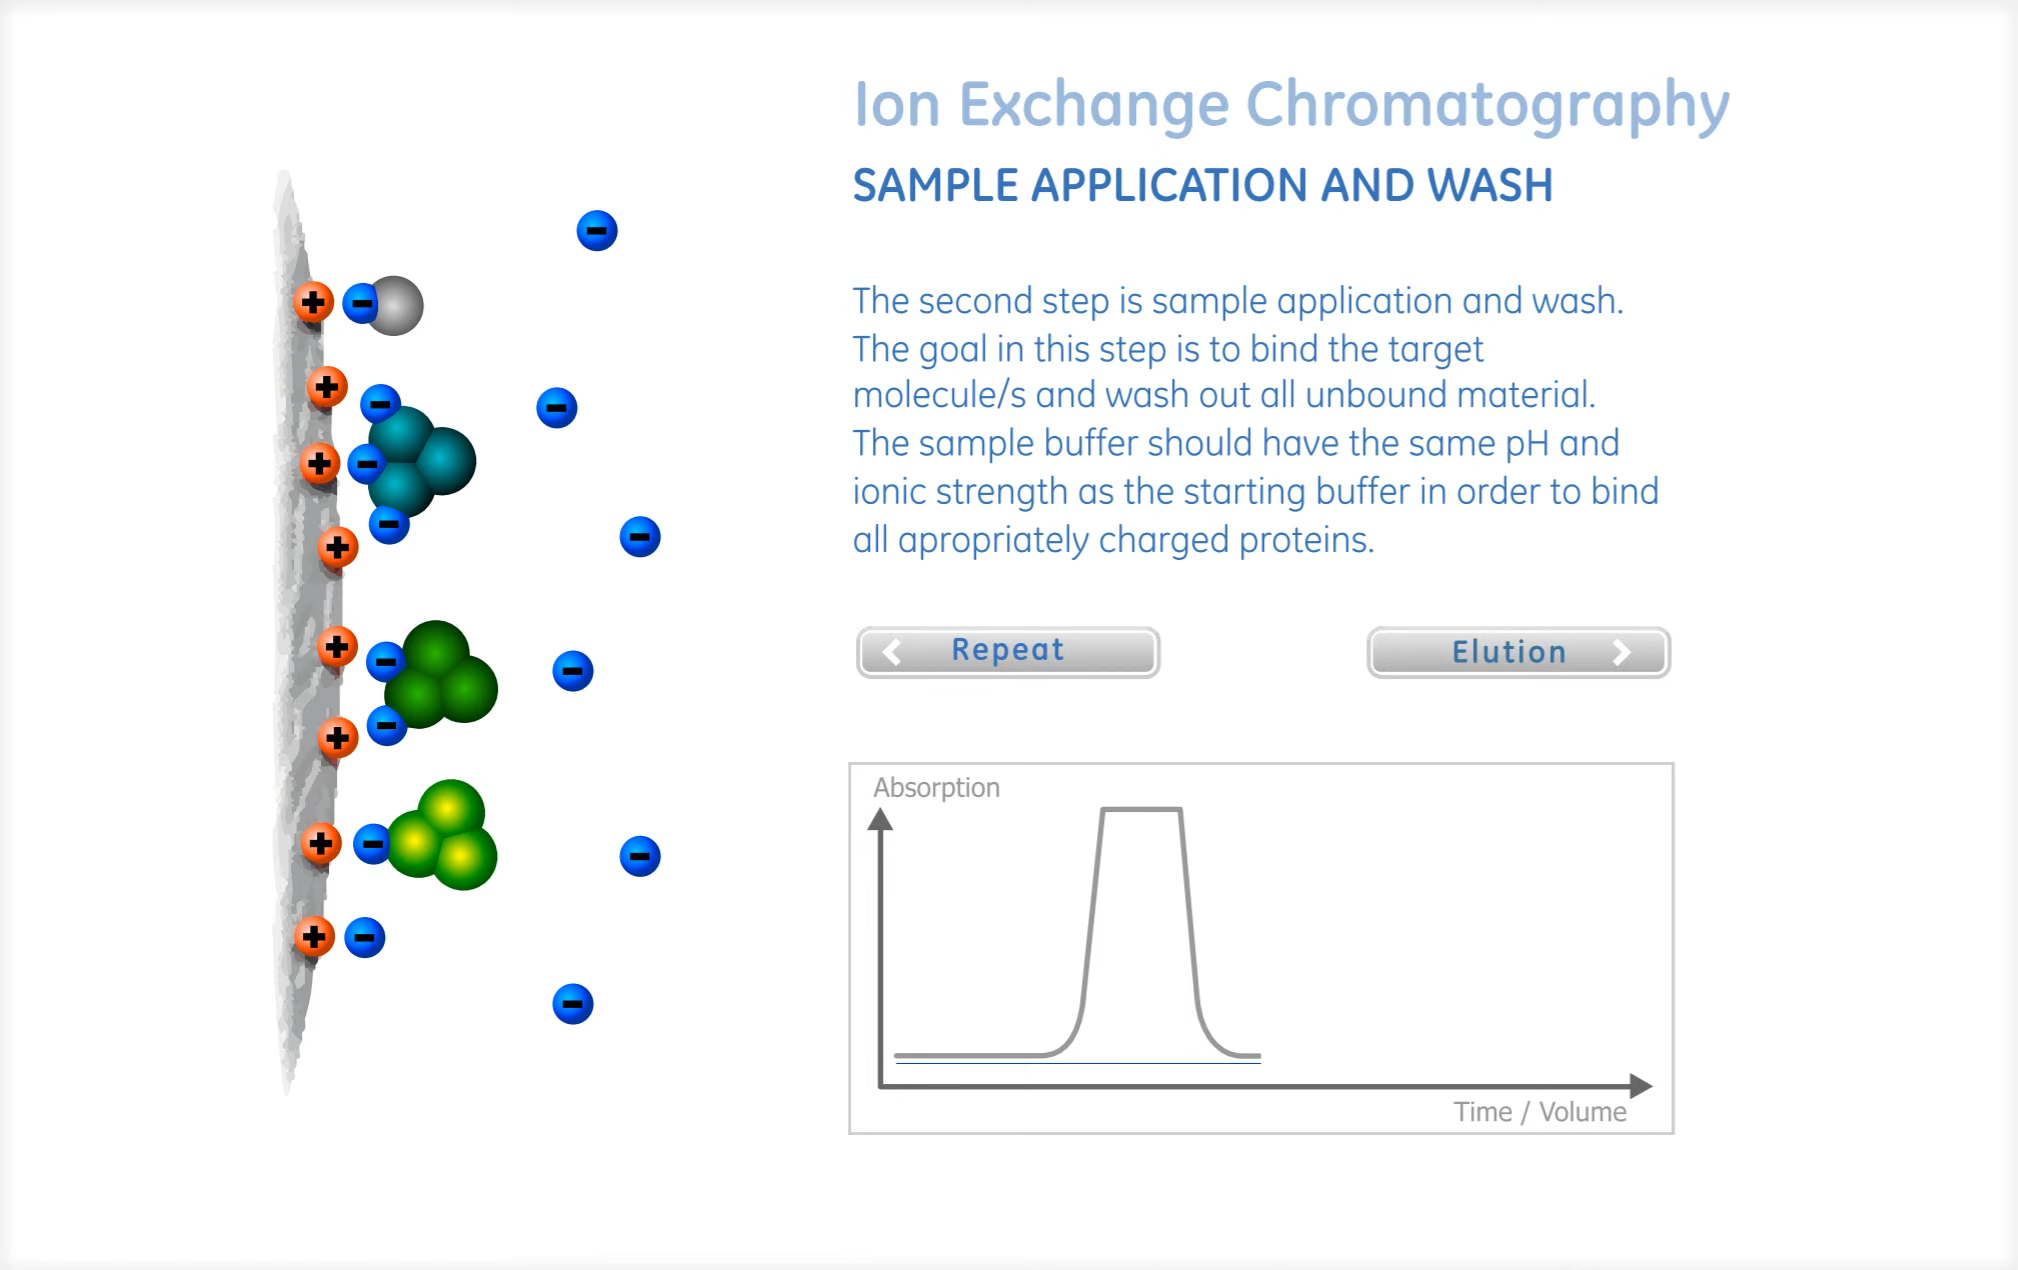 Ion Exchange Chromatography
SAMPLE APPLICATION AND WASH
The second step is sample application and wash.
The goal in this step is to bind the target
molecule/s and wash out all unbound material.
The sample buffer should have the same pH and
ionic strength as the starting buffer in order to bind
all apropriately charged proteins.
Repeat
Elution
Absorption
Time / Volume